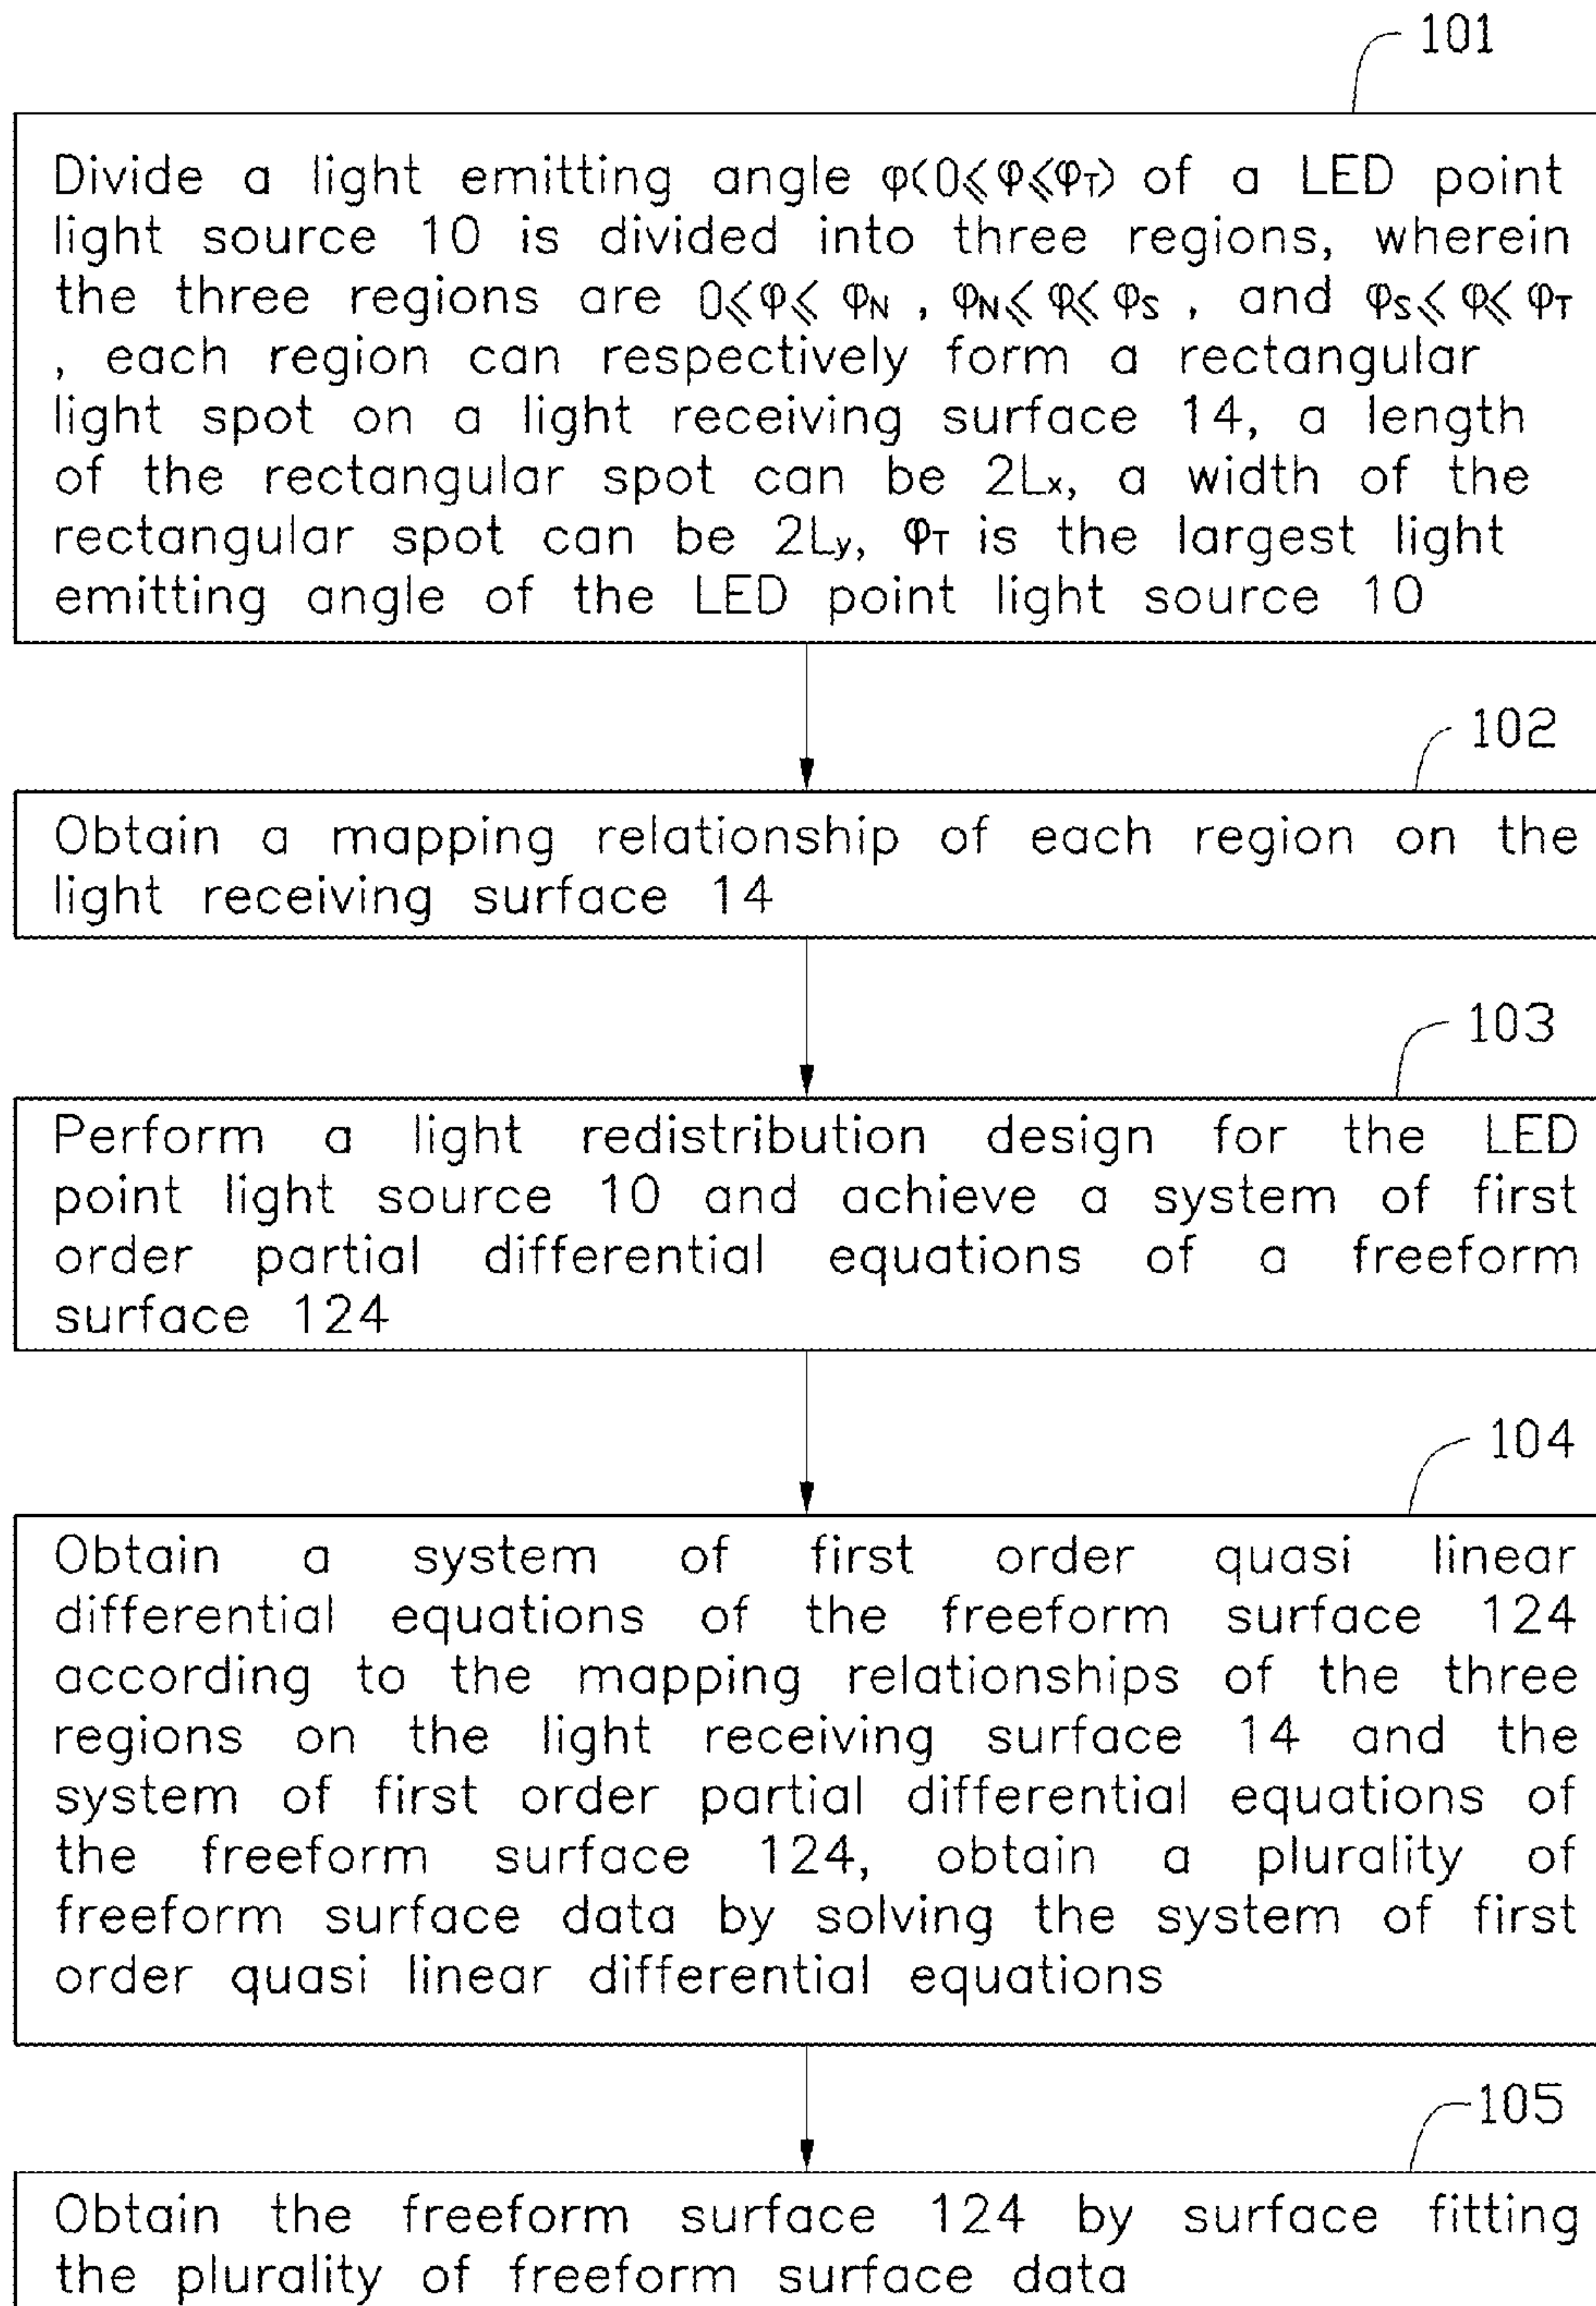 101
Divide a light emitting angle φ(0⩽φ⩽φT) of a LED point
light source 10 is divided into three regions, wherein
the three regions are 0⩽φ⩽ φN , φN⩽ φ⩽ φS , and φS⩽ φ⩽ φT
, each region can respectively form a rectangular
light spot on a light receiving surface 14, a length
of the rectangular spot can be 2Lx, a width of the
rectangular spot can be 2Ly, φT is the largest light
emitting angle of the LED point light source 10
102
Obtain a mapping relationship of each region on the
light receiving surface 14
103
Perform a light redistribution design for the LED
point light source 10 and achieve a system of first
order partial differential equations of a freeform
surface 124
104
Obtain a system of first order quasi linear
differential equations of the freeform surface 124
according to the mapping relationships of the three
regions on the light receiving surface 14 and the
system of first order partial differential equations of
the freeform surface 124, obtain a plurality of
freeform surface data by solving the system of first
order quasi linear differential equations
105
Obtain the freeform surface 124 by surface fitting
the plurality of freeform surface data